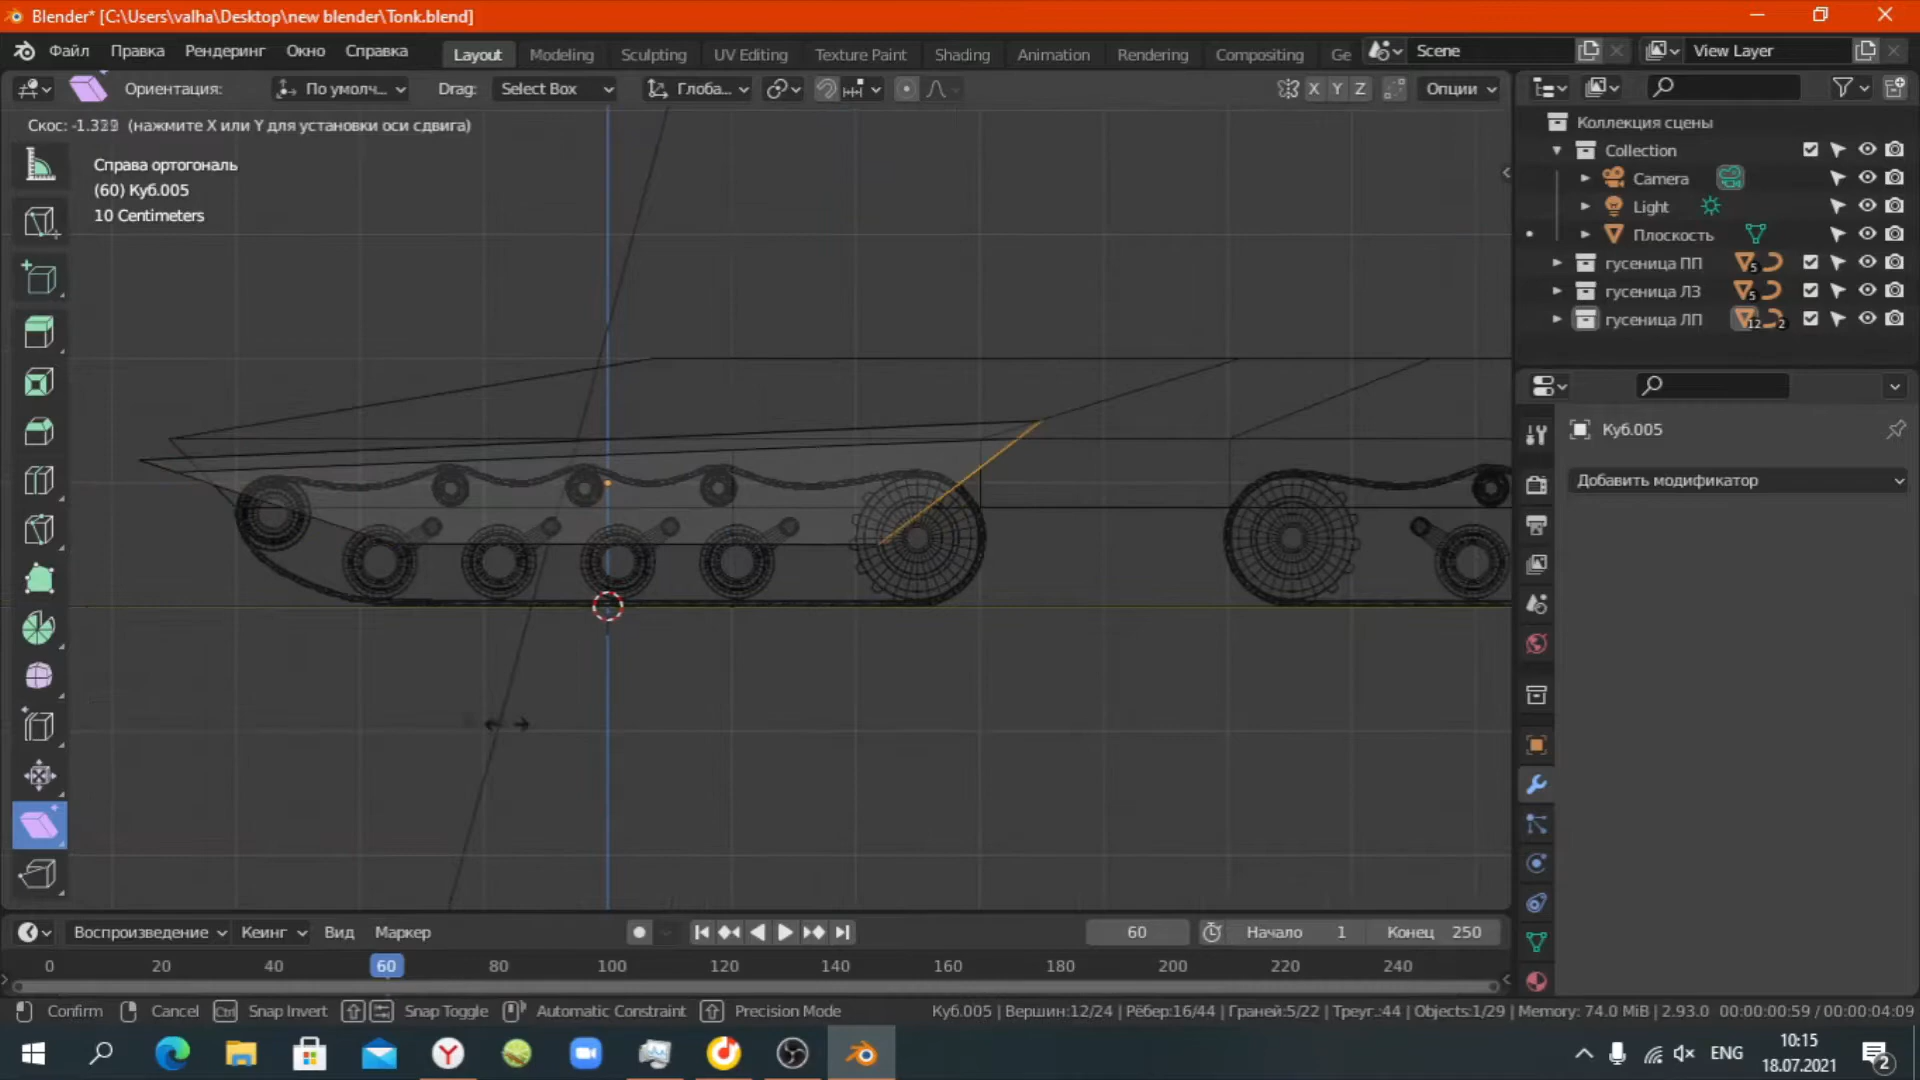 Blender* [C:\Users\valha\Desktop\new blender\Tonk.blend]
Файл Правка Рендеринг Окно Справка Layout Modeling Sculpting UV Editing Texture Paint Shading Animation Rendering Compositing Ge Scene View Layer
Ориентация: По умолч... Drag: Select Box Глоба... X Y Z Опции
Скос: (нажмите X или Y для установки оси сдвига)
Справа ортогональ
(60) Куб.005
10 Centimeters
Коллекция сцены
Collection
Camera
Light
Плоскость
гусеница ПП 5
гусеница ЛЗ 5
гусеница ЛП 12 2
Куб.005
Добавить модификатор
Воспроизведение Кеинг Вид Маркер 60 Начало 1 Конец 250
0 20 40 60 80 100 120 140 160 180 200 220 240
Confirm Cancel Ctrl Snap Invert Snap Toggle Automatic Constraint Precision Mode Куб.005 | Вершин:12/24 | Рёбер:16/44 | Граней:5/22 | Треуг.:44 | Objects:1/29 | Memory: 74.0 MiB | 2.93.0 00:00:00:59 / 00:00:04:09
ENG 10:15
18.07.2021
2